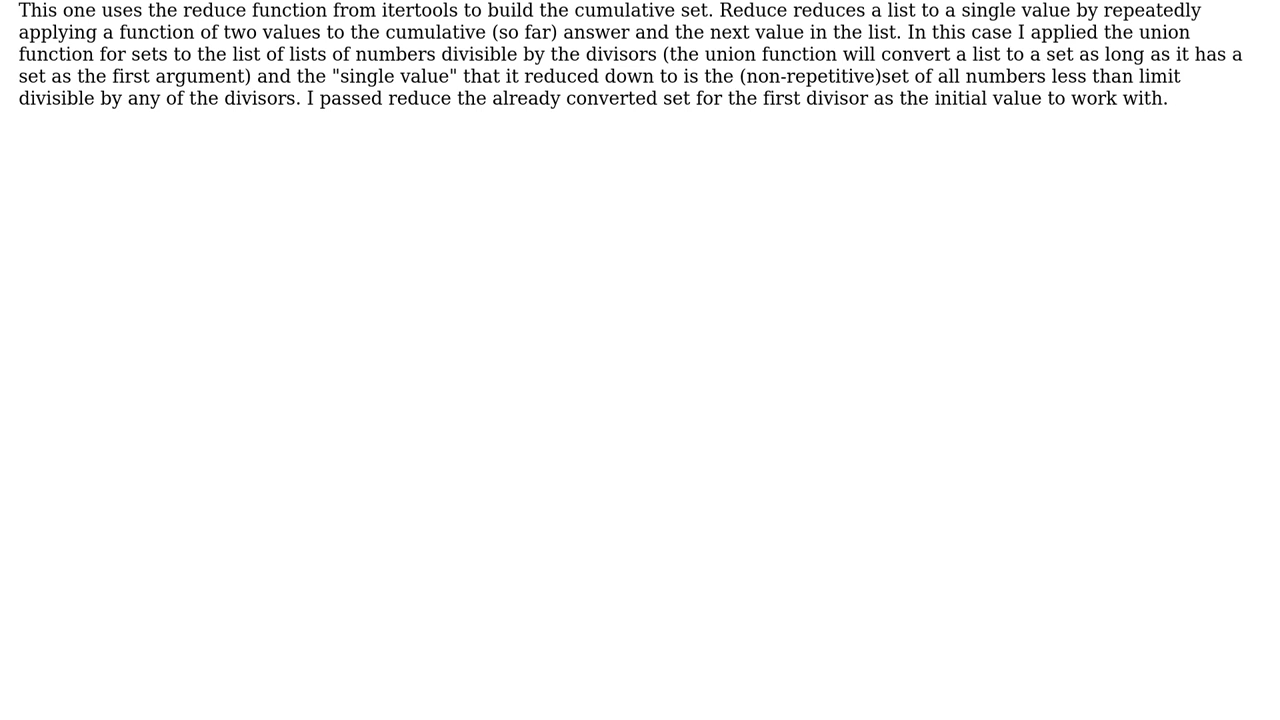 This one uses the reduce function from itertools to build the cumulative set. Reduce reduces a list to a single value by repeatedly
applying a function of two values to the cumulative (so far) answer and the next value in the list. In this case I applied the union
function for sets to the list of lists of numbers divisible by the divisors (the union function will convert a list to a set as long as it has a
set as the first argument) and the "single value" that it reduced down to is the (non-repetitive)set of all numbers less than limit
divisible by any of the divisors. I passed reduce the already converted set for the first divisor as the initial value to work with.